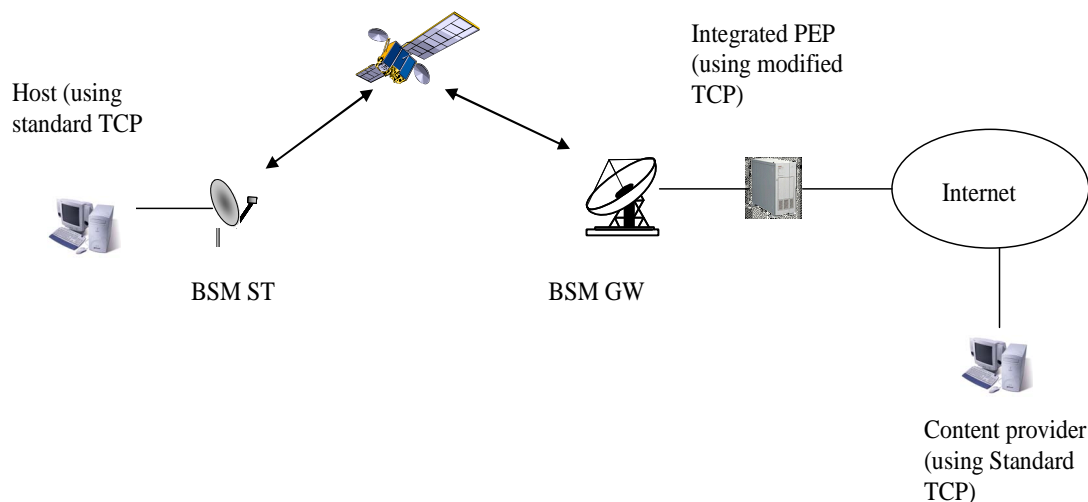 Integrated PEP
(using modified
TCP)
Host (using
standard TCP
Internet
BSM ST
BSM GW
Content provider
(using Standard
TCP)